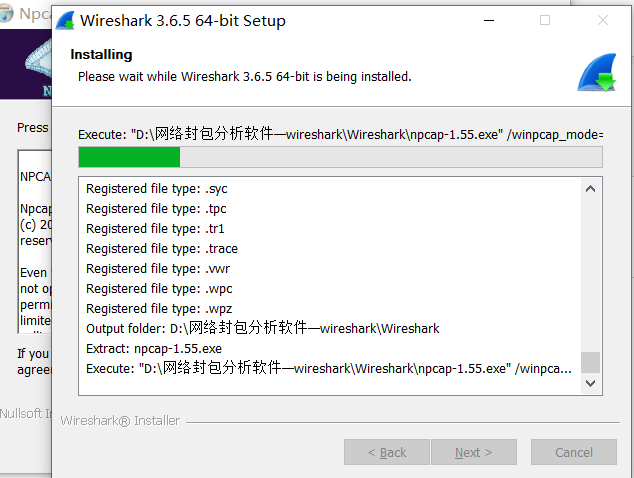 Npcap
Wireshark 3.6.5 64-bit Setup
Installing
Please wait while Wireshark 3.6.5 64-bit is being installed.
Execute: "D:\网络封包分析软件—wireshark\Wireshark\npcap-1.55.exe" /winpcap_mode=
Registered file type: .syc
Registered file type: .tpc
Registered file type: .tr1
Registered file type: .trace
Registered file type: .vwr
Registered file type: .wpc
Registered file type: .wpz
Output folder: D:\网络封包分析软件—wireshark\Wireshark
Extract: npcap-1.55.exe
Execute: "D:\网络封包分析软件—wireshark\Wireshark\npcap-1.55.exe" /winpca...
Wireshark® Installer
< Back
Next >
Cancel
N
Press
NPCA
Npcap
(c) 20
reserv
Even
not op
permi
limite
If you
agreer
Nullsoft In